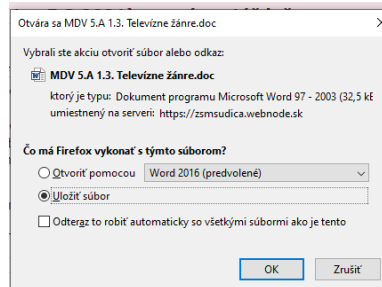 Otvára sa MDV 5.A 1.3. Televízne žánre.doc
Vybrali ste akciu otvoriť súbor alebo odkaz:
MDV 5.A 1.3. Televízne žánre.doc
ktorý je typu: Dokument programu Microsoft Word 97 - 2003 (32,5 kE
umiestnený na serveri: https://zsmsudica.webnode.sk
Čo má Firefox vykonať s týmto súborom?
Otvoriť pomocou Word 2016 (predvolené)
Uložiť súbor
Odteraz to robiť automaticky so všetkými súbormi ako je tento
OK Zrušiť